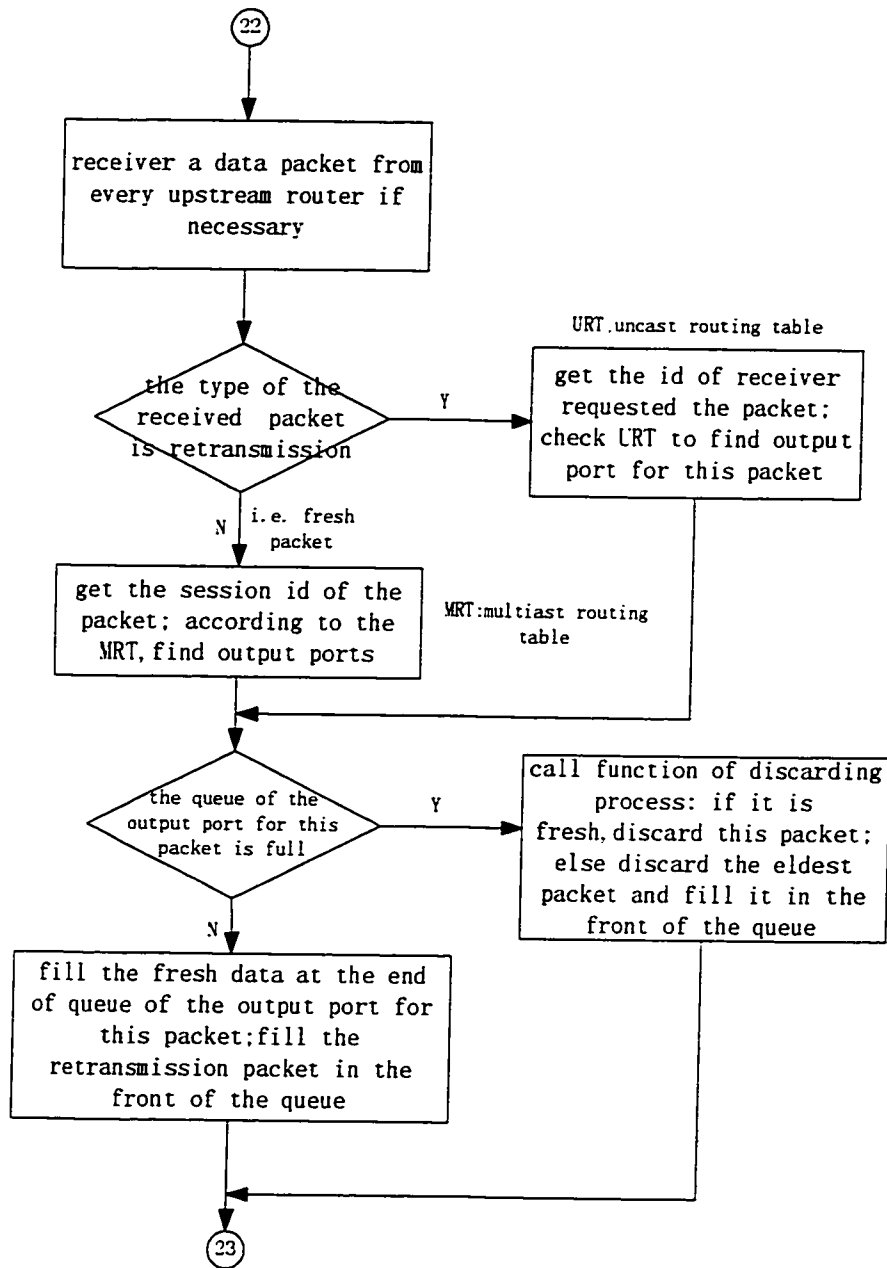 22
receiver a data packet from
every upstream router if
necessary
the type of the
received packet
is retransmission
Y
URT.uncast routing table
get the id of receiver
requested the packet;
check URT to find output
port for this packet
N
i.e. fresh
packet
get the session id of the
packet; according to the
MRT, find output ports
MRT:multiast routing
table
the queue of the
output port for this
packet is full
Y
call function of discarding
process: if it is
fresh, discard this packet;
else discard the eldest
packet and fill it in the
front of the queue
N
fill the fresh data at the end
of queue of the output port for
this packet;fill the
retransmission packet in the
front of the queue
23